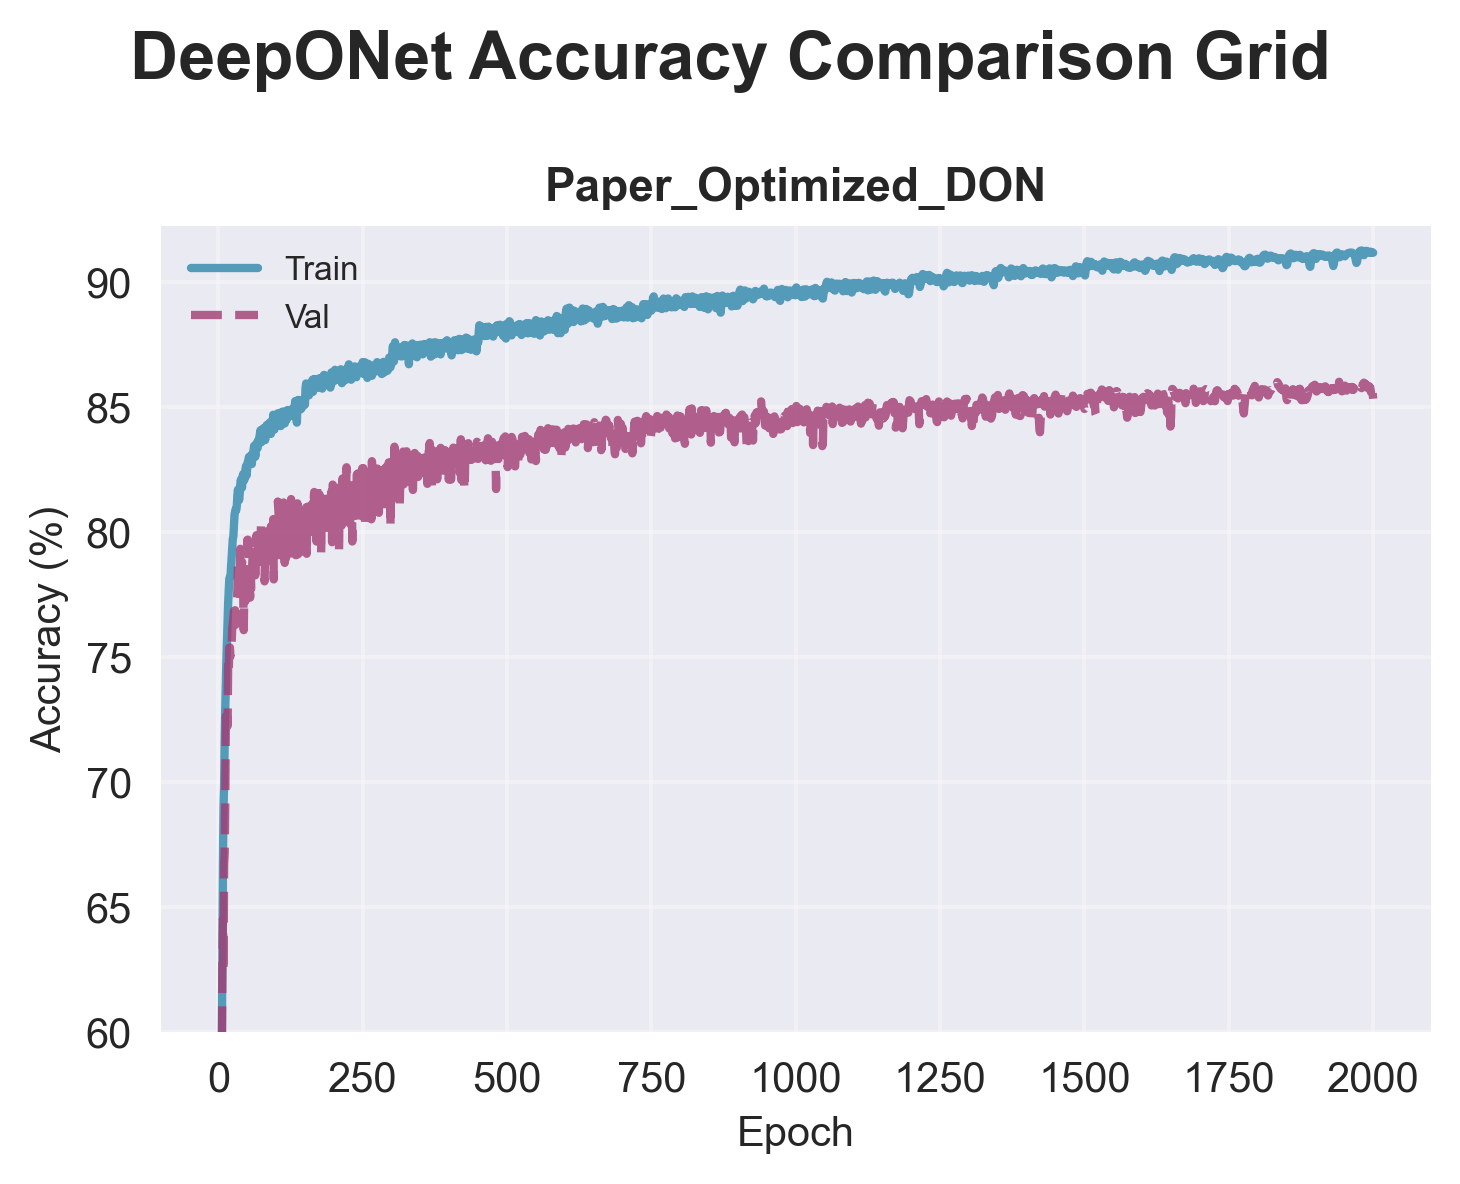 DeepONet Accuracy Comparison Grid
Paper_Optimized_DON
Train
Val
90
85
80
75
70
65
60
Accuracy (%)
0 250 500 750 1000 1250 1500 1750 2000
Epoch